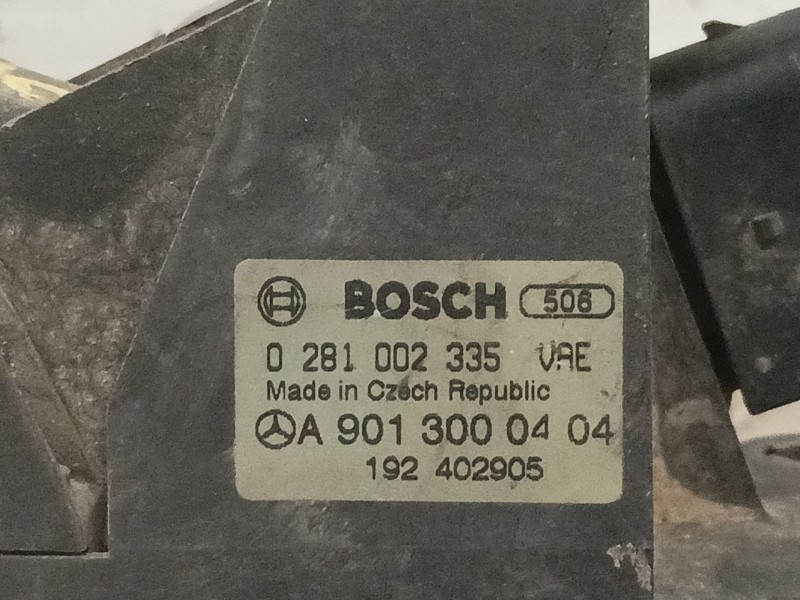 BOSCH 506
0 281 002 335 VAE
Made in Czech Republic
A 901 300 04 04
192 402905